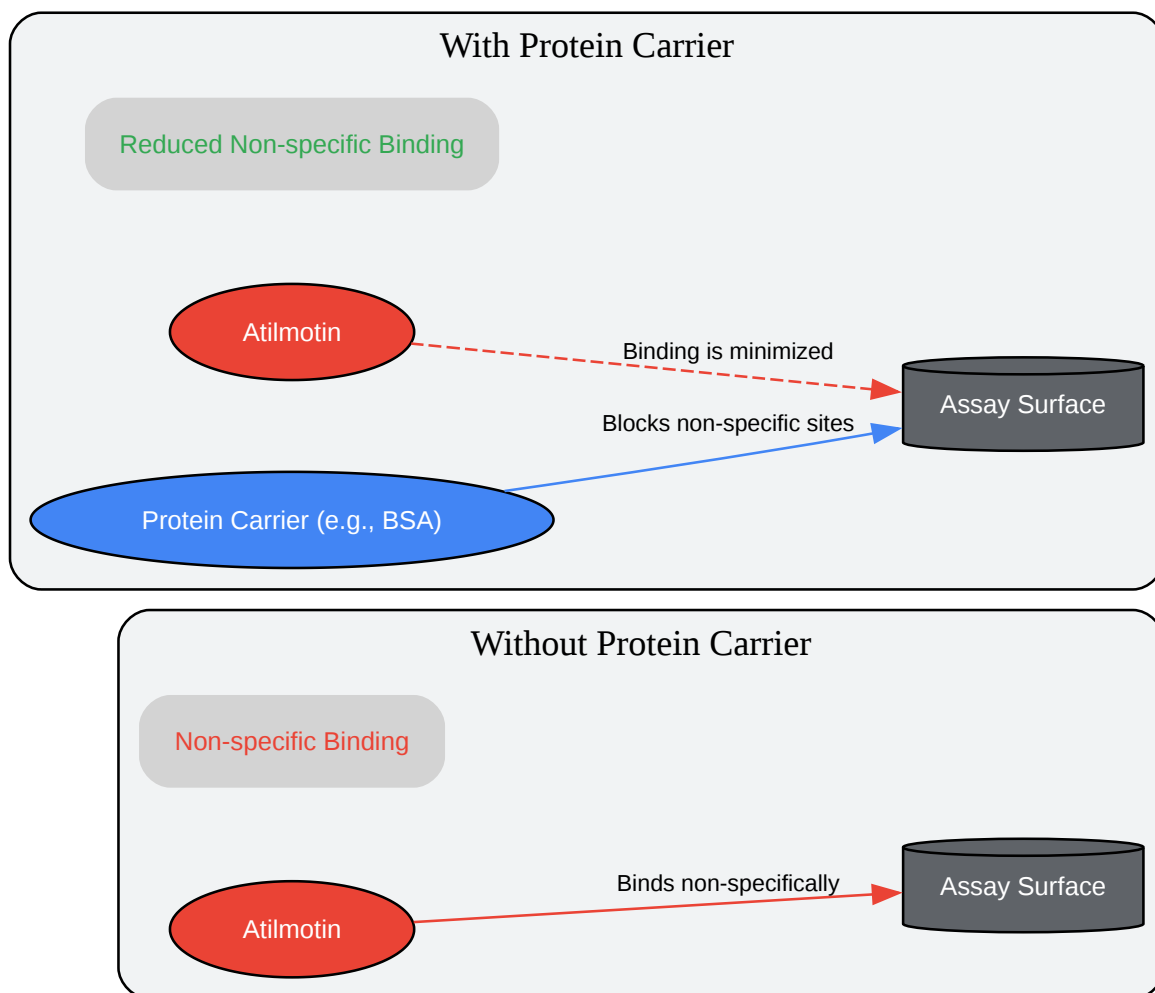 With Protein Carrier
Reduced Non-specific Binding
Atilmotin
Binding is minimized
Assay Surface
Blocks non-specific sites
Protein Carrier (e.g., BSA)
Without Protein Carrier
Non-specific Binding
Binds non-specifically
Assay Surface
Atilmotin